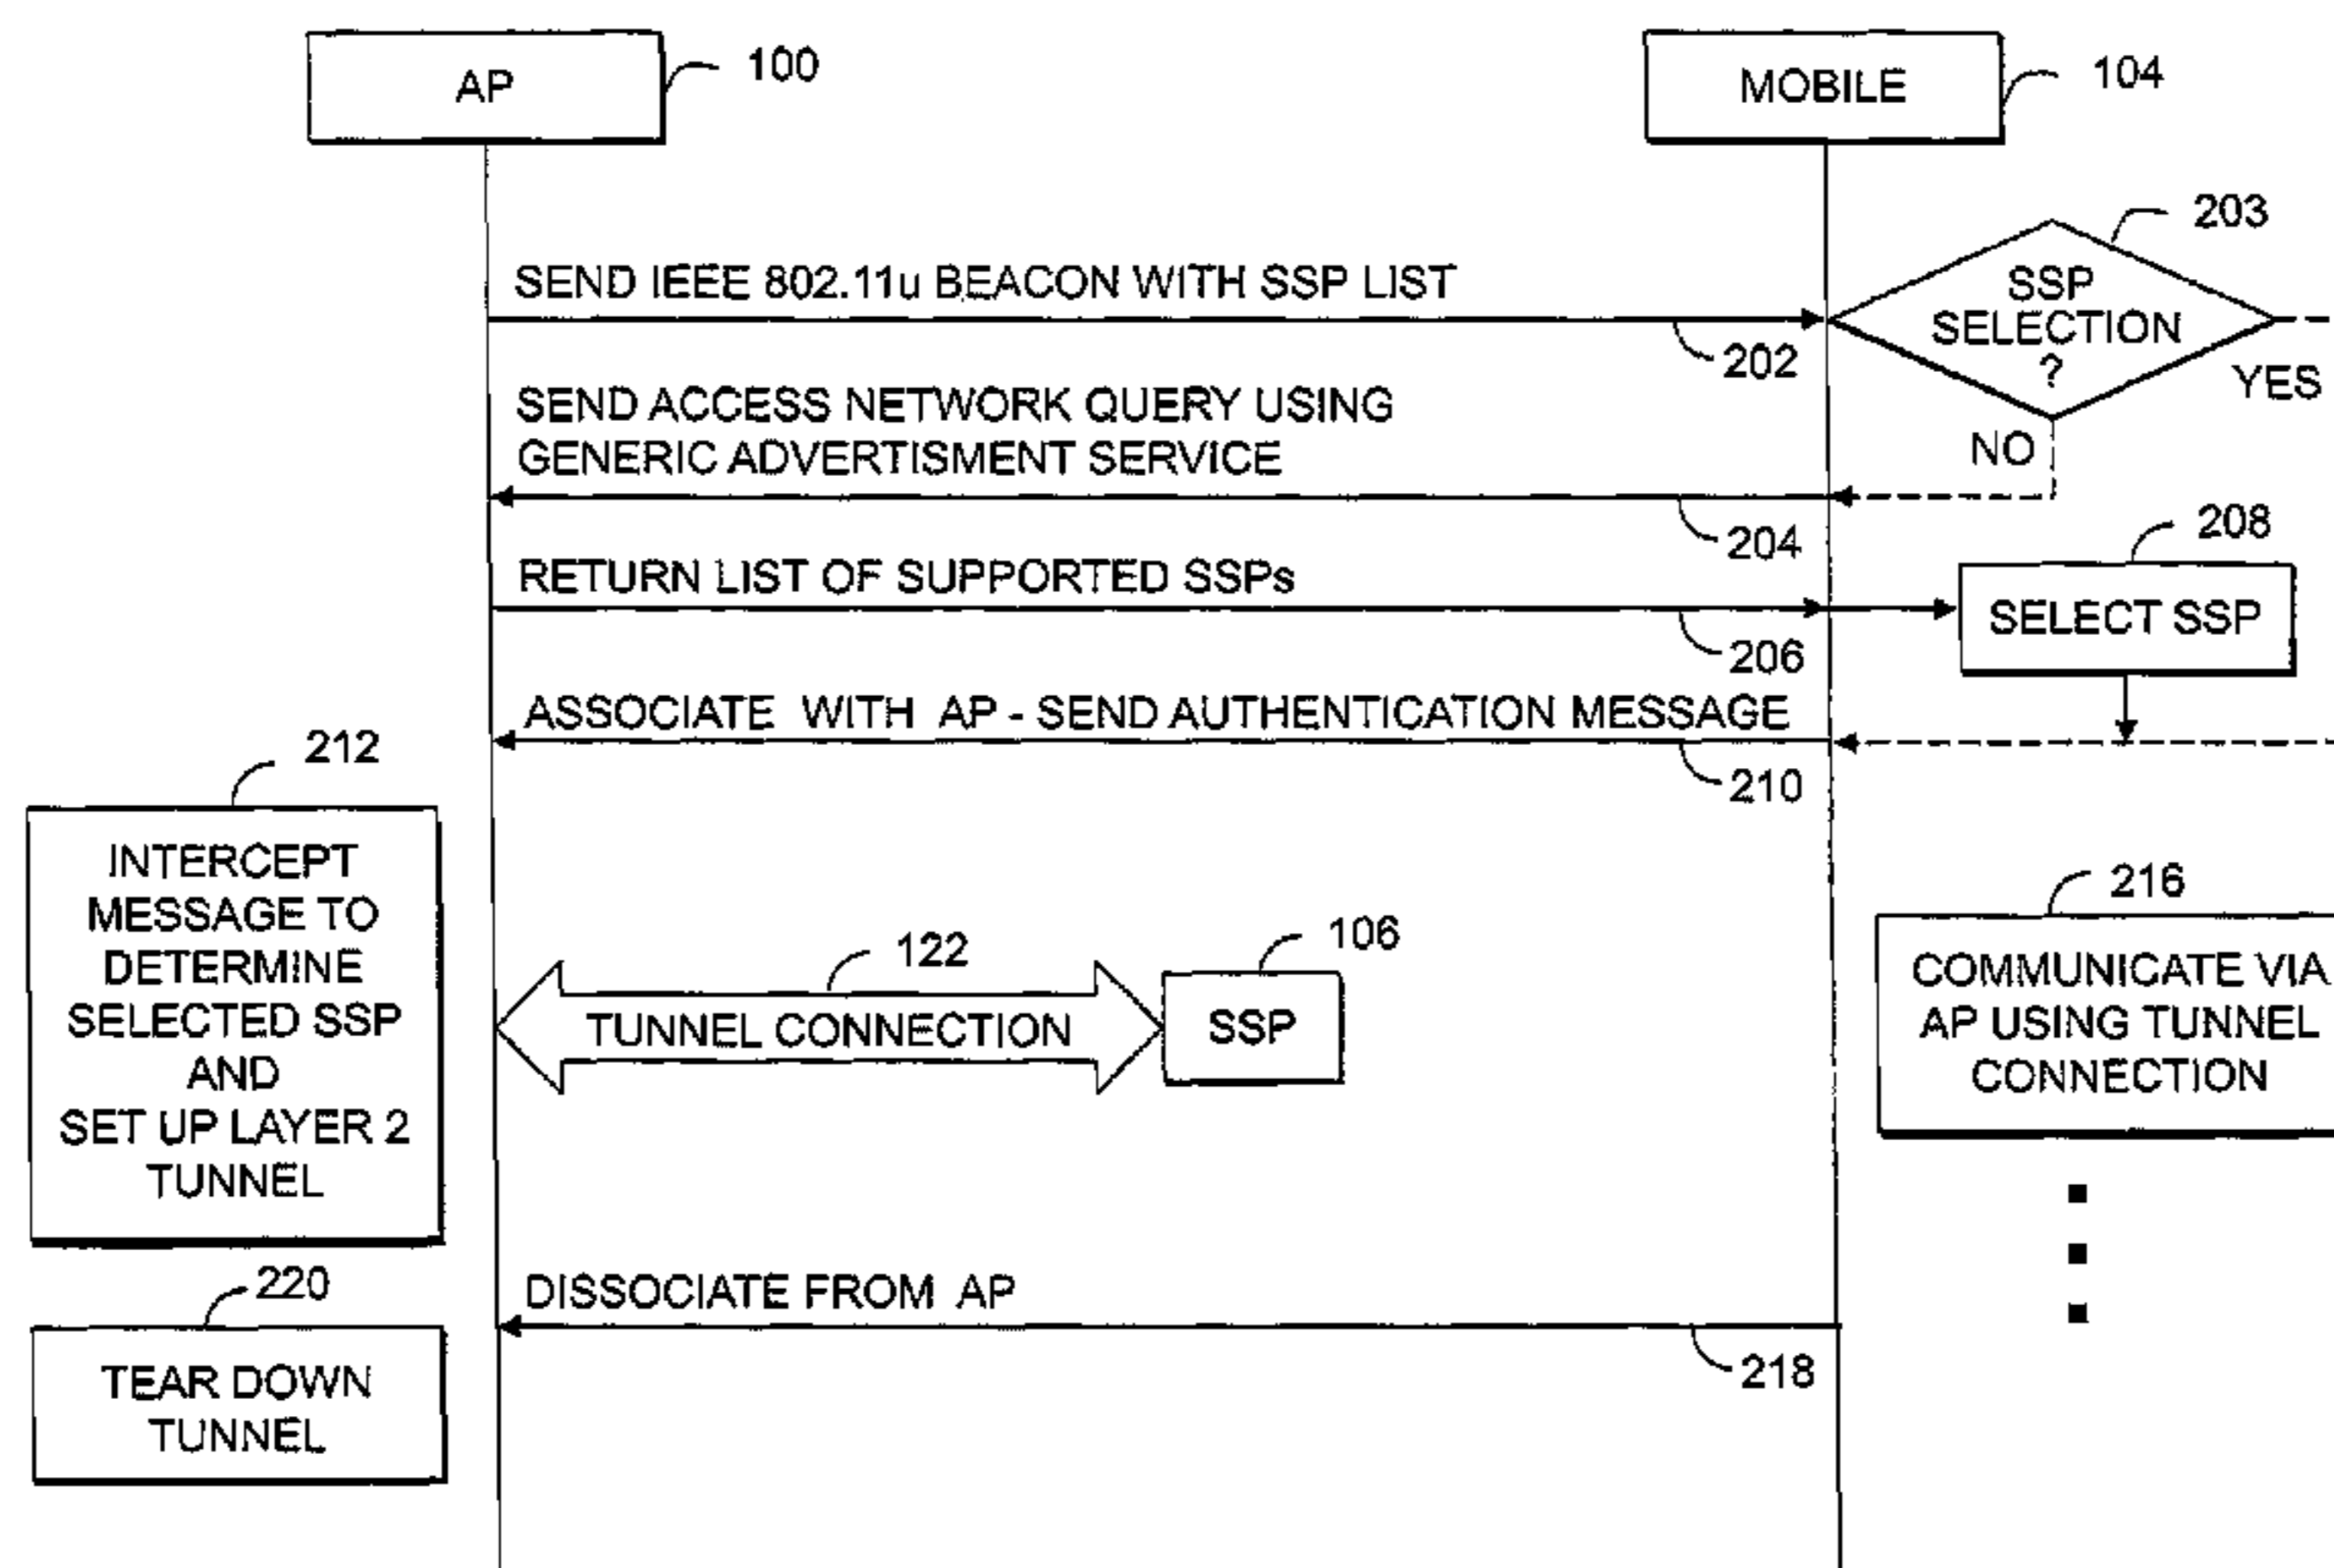 AP
100
MOBILE
104
203
SEND IEEE 802.11u BEACON WITH SSP LIST
SSP
SELECTION
?
202
YES
SEND ACCESS NETWORK QUERY USING
GENERIC ADVERTISMENT SERVICE
NO
204
208
RETURN LIST OF SUPPORTED SSPs
SELECT SSP
206
ASSOCIATE WITH AP - SEND AUTHENTICATION MESSAGE
210
212
INTERCEPT
MESSAGE TO
DETERMINE
SELECTED SSP
AND
SET UP LAYER 2
TUNNEL
122
TUNNEL CONNECTION
106
SSP
216
COMMUNICATE VIA
AP USING TUNNEL
CONNECTION
DISSOCIATE FROM AP
218
220
TEAR DOWN
TUNNEL